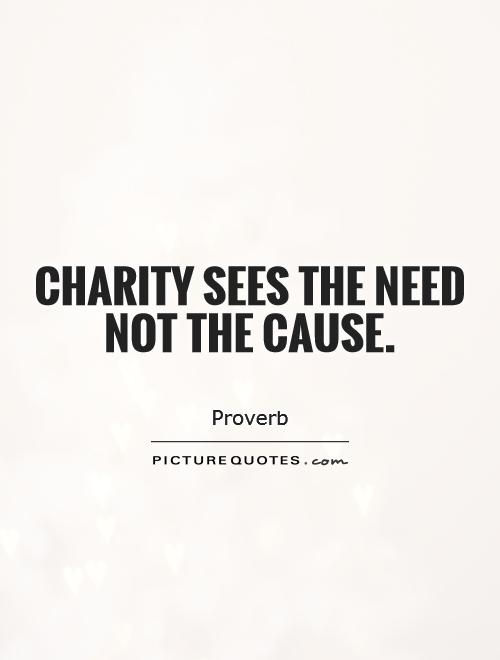 CHARITY SEES THE NEED
NOT THE CAUSE.
Proverb
PICTUREQUOTES.com